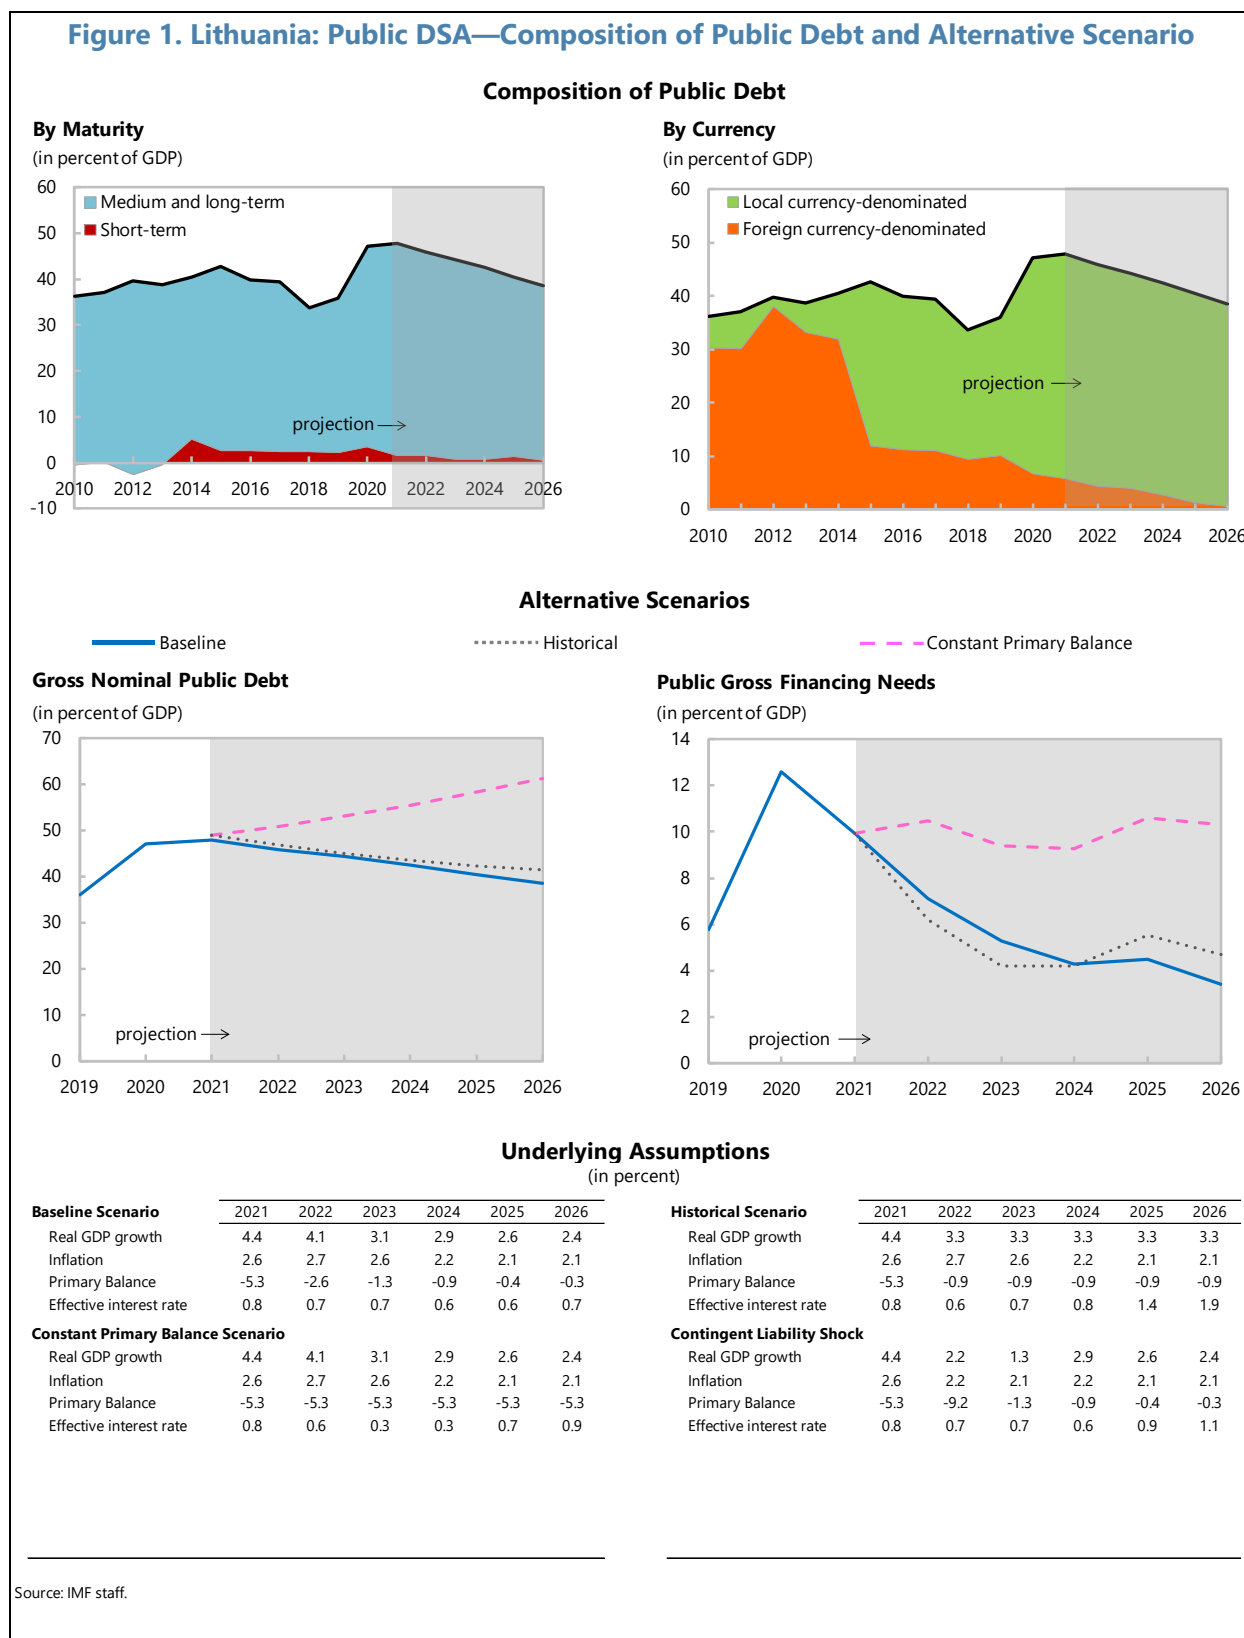 Figure 1. Lithuania: Public DSA—Composition of Public Debt and Alternative Scenario
Composition of Public Debt
By Maturity
(in percent of GDP)
60
50
40
30
20
10
0
-10
Medium and long-term
Short-term
projection
2010 2012 2014 2016 2018 2020 2022 2024 2026
By Currency
(in percent of GDP)
60
50
40
30
20
10
0
Local currency-denominated
Foreign currency-denominated
projection
2010 2012 2014 2016 2018 2020 2022 2024 2026
Alternative Scenarios
Baseline Historical Constant Primary Balance
Gross Nominal Public Debt
(in percent of GDP)
70
60
50
40
30
20
10
0
projection
2019 2020 2021 2022 2023 2024 2025 2026
Public Gross Financing Needs
(in percent of GDP)
14
12
10
8
6
4
2
0
projection
2019 2020 2021 2022 2023 2024 2025 2026
Underlying Assumptions
(in percent)
Baseline Scenario 2021 2022 2023 2024 2025 2026
Real GDP growth 4.4 4.1 3.1 2.9 2.6 2.4
Inflation 2.6 2.7 2.6 2.2 2.1 2.1
Primary Balance -5.3 -2.6 -1.3 -0.9 -0.4 -0.3
Effective interest rate 0.8 0.7 0.7 0.6 0.6 0.7
Constant Primary Balance Scenario
Real GDP growth 4.4 4.1 3.1 2.9 2.6 2.4
Inflation 2.6 2.7 2.6 2.2 2.1 2.1
Primary Balance -5.3 -5.3 -5.3 -5.3 -5.3 -5.3
Effective interest rate 0.8 0.6 0.3 0.3 0.7 0.9
Historical Scenario 2021 2022 2023 2024 2025 2026
Real GDP growth 4.4 3.3 3.3 3.3 3.3 3.3
Inflation 2.6 2.7 2.6 2.2 2.1 2.1
Primary Balance -5.3 -0.9 -0.9 -0.9 -0.9 -0.9
Effective interest rate 0.8 0.6 0.7 0.8 1.4 1.9
Contingent Liability Shock
Real GDP growth 4.4 2.2 1.3 2.9 2.6 2.4
Inflation 2.6 2.2 2.1 2.2 2.1 2.1
Primary Balance -5.3 -9.2 -1.3 -0.9 -0.4 -0.3
Effective interest rate 0.8 0.7 0.7 0.6 0.9 1.1
Source: IMF staff.